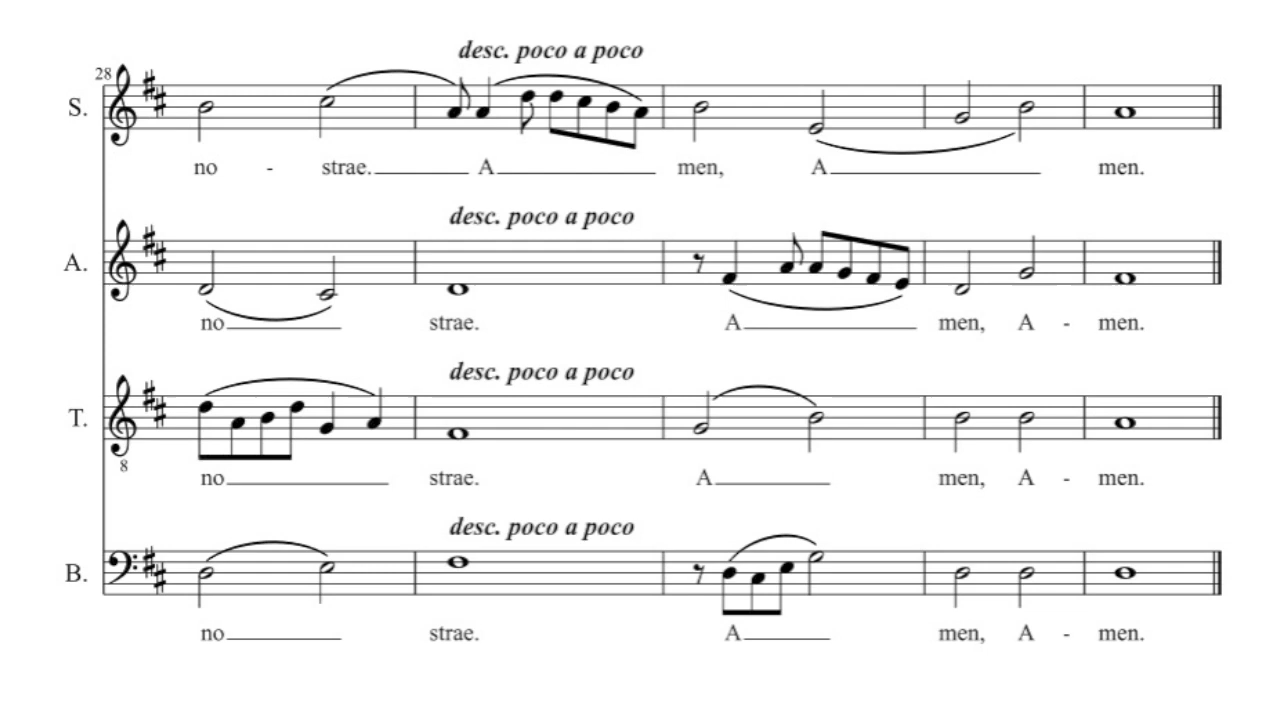 desc. poco a poco
28
S.
no - strae. A men, A men.
desc. poco a poco
A.
no strae. A men, A - men.
desc. poco a poco
T.
8
no strae. A men, A - men.
desc. poco a poco
B.
no strae. A men, A - men.